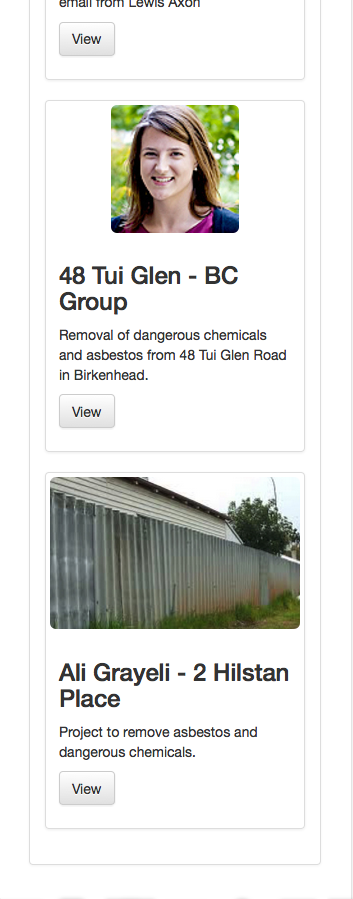 email from Lewis Axon
View
48 Tui Glen - BC
Group
Removal of dangerous chemicals
and asbestos from 48 Tui Glen Road
in Birkenhead.
View
Ali Grayeli - 2 Hilstan
Place
Project to remove asbestos and
dangerous chemicals.
View